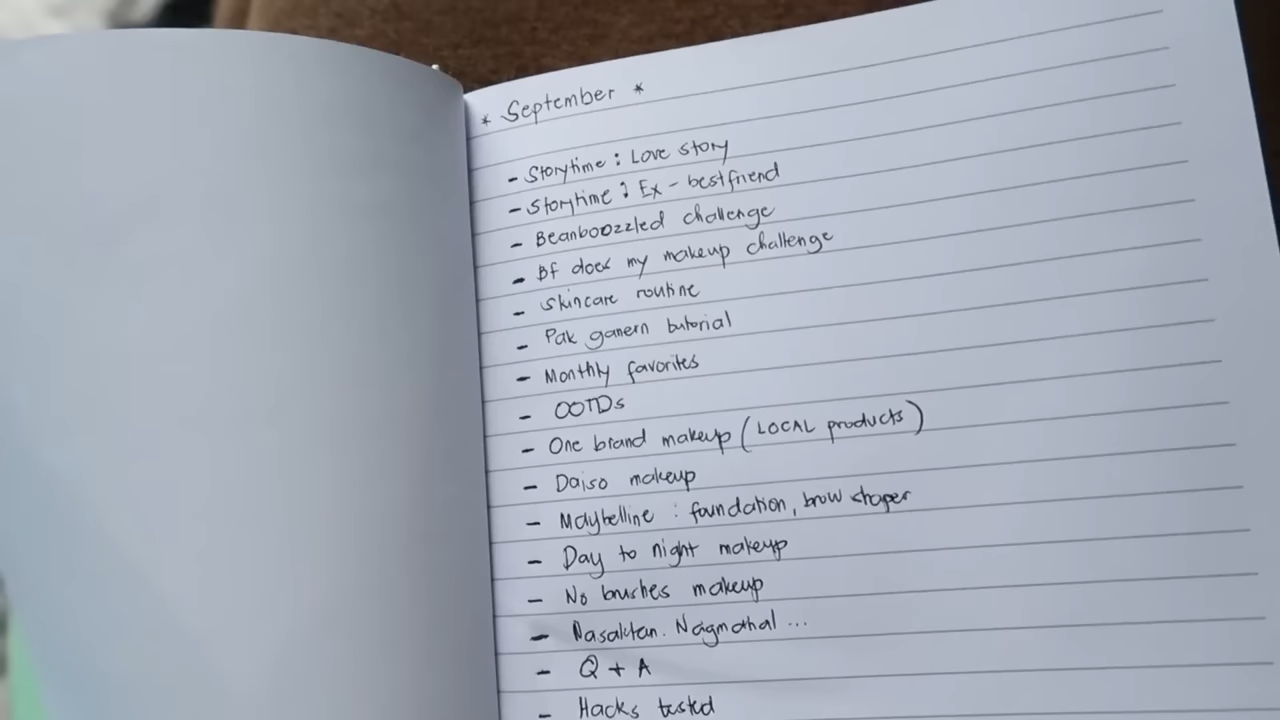 * September *
- Storytime : Love story
- Storytime : Ex - bestfriend
- Beanboozzled challenge
- BF does my makeup challenge
- Skincare routine
- Pak ganern tutorial
- Monthly favorites
- OOTDs
- One brand makeup (LOCAL products)
- Daiso makeup
- Maybelline : foundation, brow shaper
- Day to night makeup
- No brushes makeup
- Nasaktan. Nagmahal ...
- Q + A
- Hacks tested